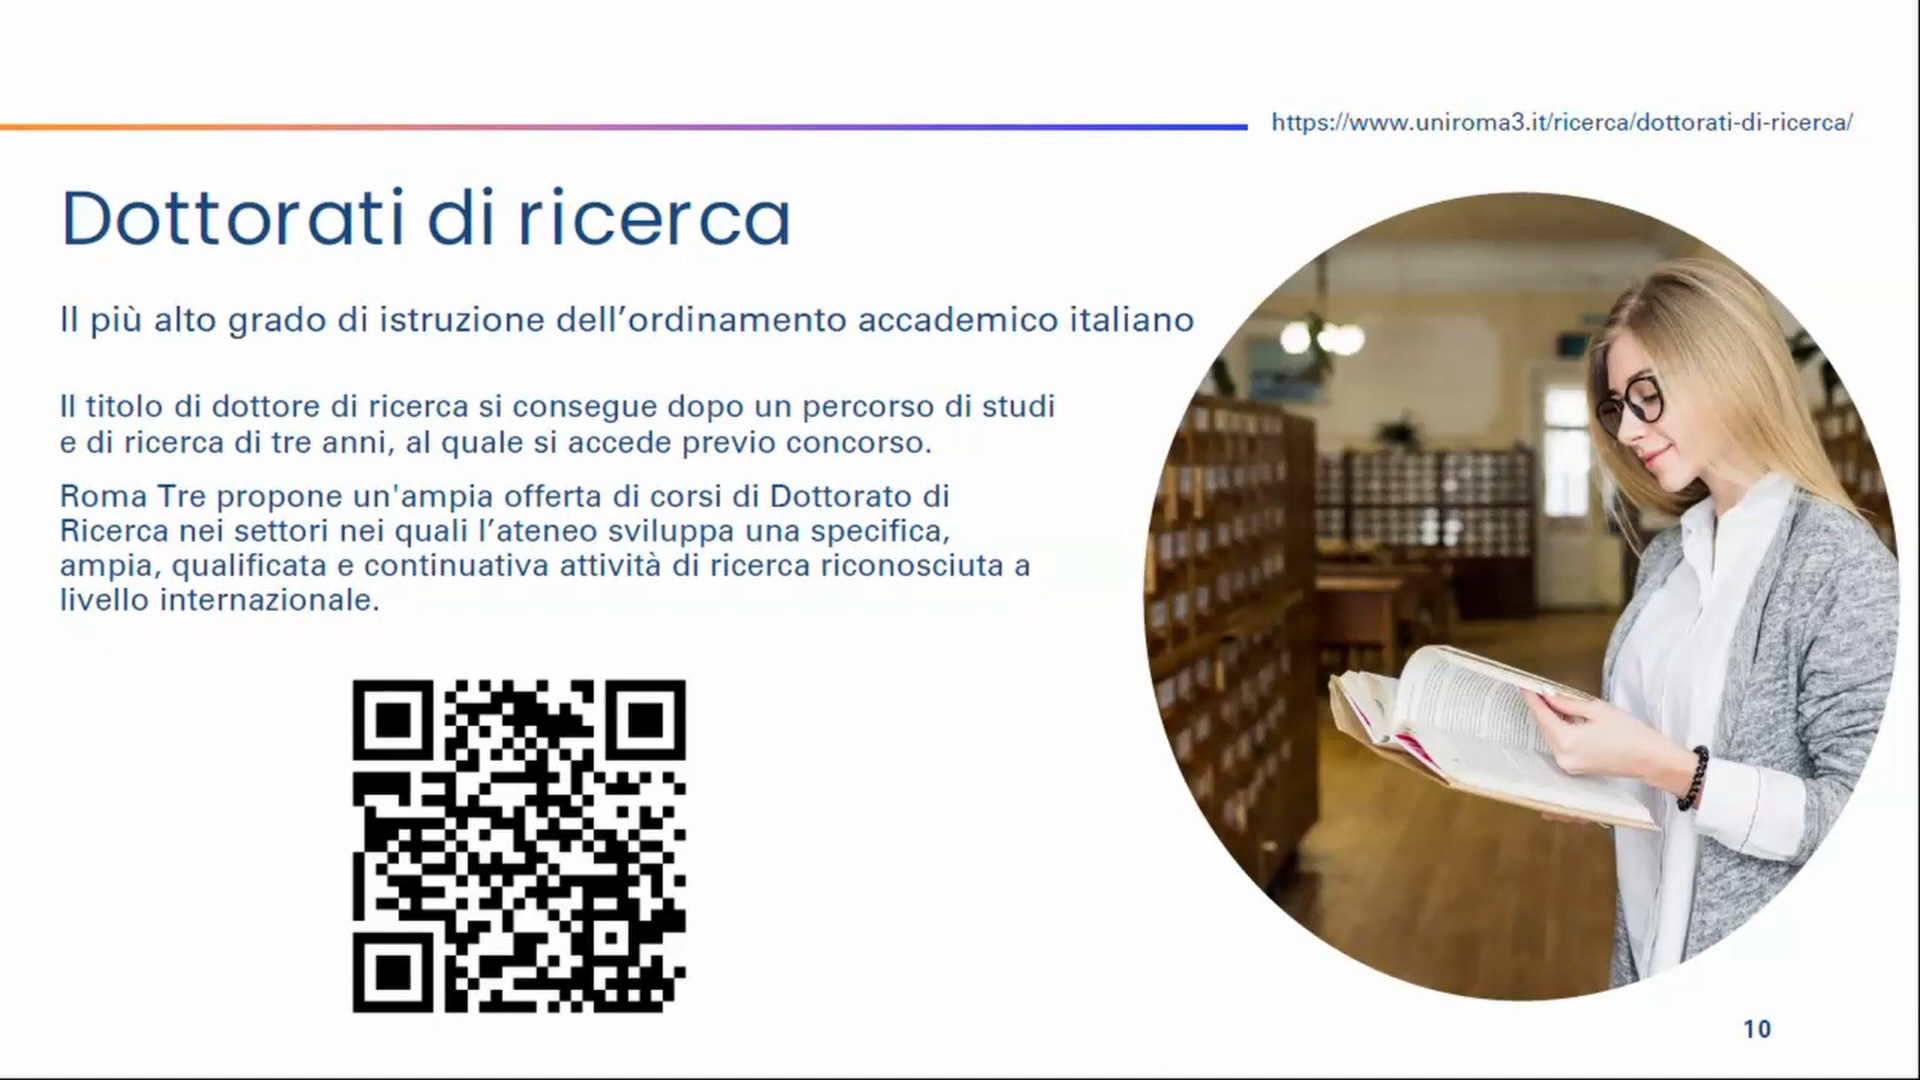 https://www.uniroma3.it/ricerca/dottorati-di-ricerca/
Dottorati di ricerca
Il più alto grado di istruzione dell’ordinamento accademico italiano
Il titolo di dottore di ricerca si consegue dopo un percorso di studi
e di ricerca di tre anni, al quale si accede previo concorso.
Roma Tre propone un'ampia offerta di corsi di Dottorato di
Ricerca nei settori nei quali l’ateneo sviluppa una specifica,
ampia, qualificata e continuativa attività di ricerca riconosciuta a
livello internazionale.
10